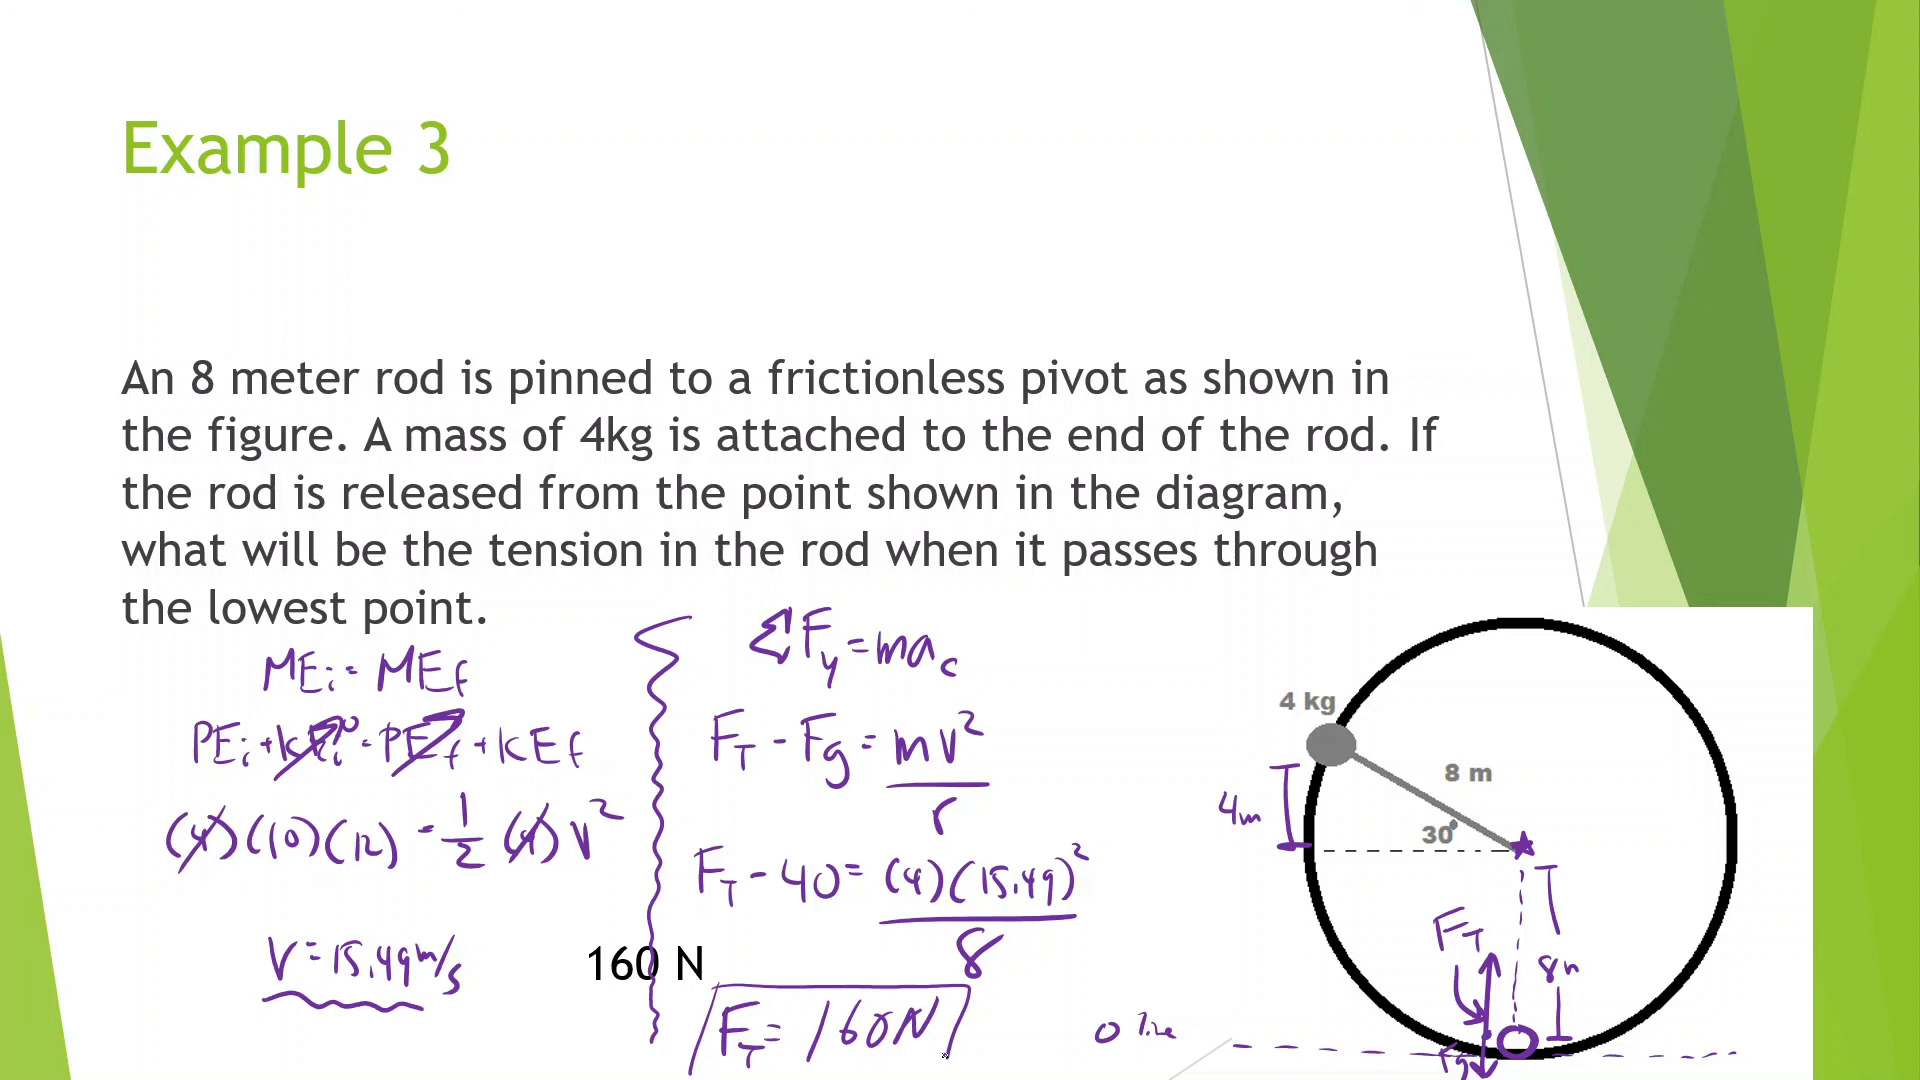 Example 3
An 8 meter rod is pinned to a frictionless pivot as shown in
the figure. A mass of 4kg is attached to the end of the rod. If
the rod is released from the point shown in the diagram,
what will be the tension in the rod when it passes through
the lowest point.
MEi = MEf
PEi + KEi⁰ = PEf + KEf
(4)(10)(12) = 1/2 (4) v²
v = 15.49 m/s
160 N
ΣFy = mac
FT - Fg = mv²/r
FT - 40 = (4)(15.49)²/8
FT = 160N
4 kg
8 m
30°
4m
FT
8m
Fg
0 line